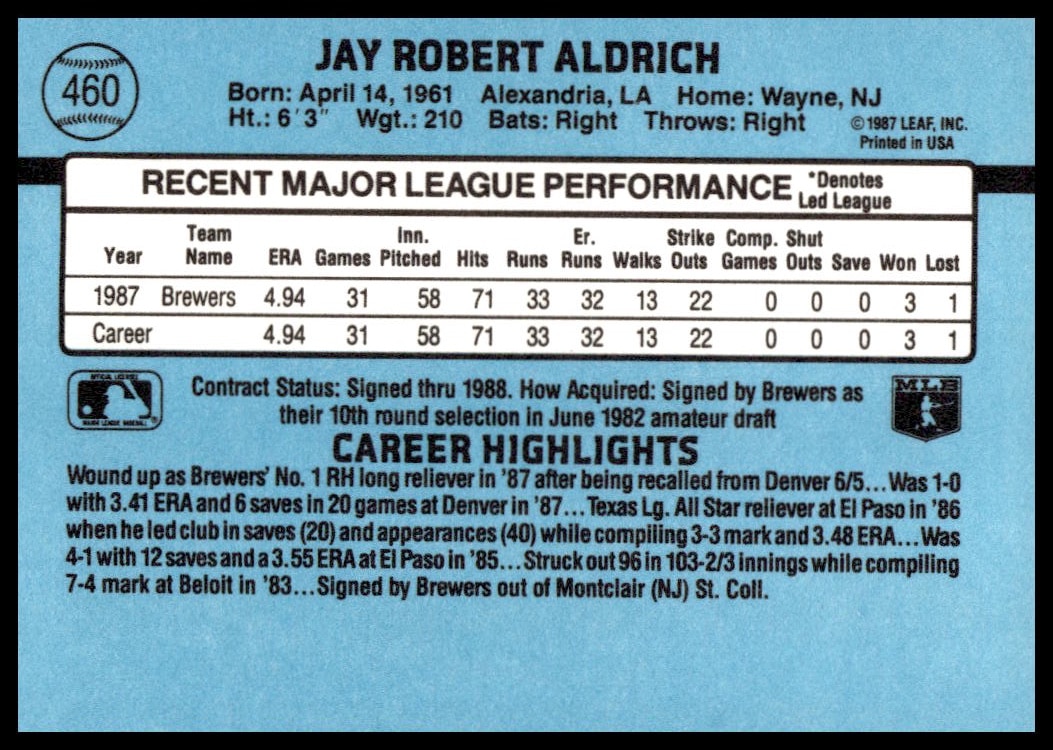 460
JAY ROBERT ALDRICH
Born: April 14, 1961 Alexandria, LA Home: Wayne, NJ
Ht.: 6'3" Wgt.: 210 Bats: Right Throws: Right
© 1987 LEAF, INC.
Printed in USA
RECENT MAJOR LEAGUE PERFORMANCE *Denotes Led League
Year Team Name ERA Games Inn. Pitched Hits Runs Er. Runs Walks Strike Outs Comp. Games Shut Outs Save Won Lost
1987 Brewers 4.94 31 58 71 33 32 13 22 0 0 0 3 1
Career 4.94 31 58 71 33 32 13 22 0 0 0 3 1
OFFICIAL LICENSEE
MAJOR LEAGUE BASEBALL
Contract Status: Signed thru 1988. How Acquired: Signed by Brewers as
their 10th round selection in June 1982 amateur draft
MLB
CAREER HIGHLIGHTS
Wound up as Brewers' No. 1 RH long reliever in '87 after being recalled from Denver 6/5...Was 1-0
with 3.41 ERA and 6 saves in 20 games at Denver in '87...Texas Lg. All Star reliever at El Paso in '86
when he led club in saves (20) and appearances (40) while compiling 3-3 mark and 3.48 ERA...Was
4-1 with 12 saves and a 3.55 ERA at El Paso in '85...Struck out 96 in 103-2/3 innings while compiling
7-4 mark at Beloit in '83...Signed by Brewers out of Montclair (NJ) St. Coll.